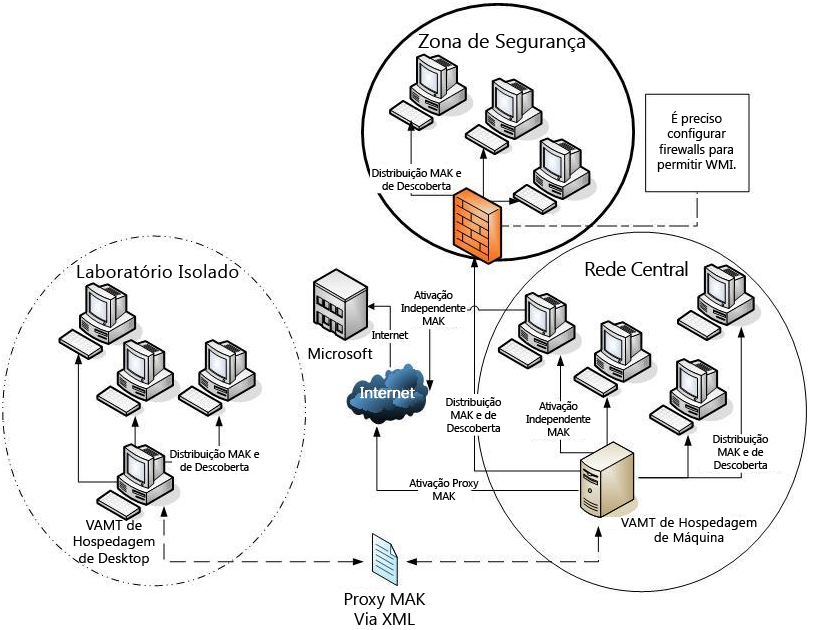 Zona de Segurança
Distribuição MAK e
de Descoberta
É preciso
configurar
firewalls para
permitir WMI.
Laboratório Isolado
Distribuição MAK e
de Descoberta
VAMT de
Hospedagem
de Desktop
Microsoft
Internet
Internet
Ativação
Independente
MAK
Rede Central
Distribuição
MAK e de
Descoberta
Ativação
Independente
MAK
Distribuição
MAK e de
Descoberta
Ativação Proxy
MAK
VAMT de Hospedagem
de Máquina
Proxy MAK
Via XML